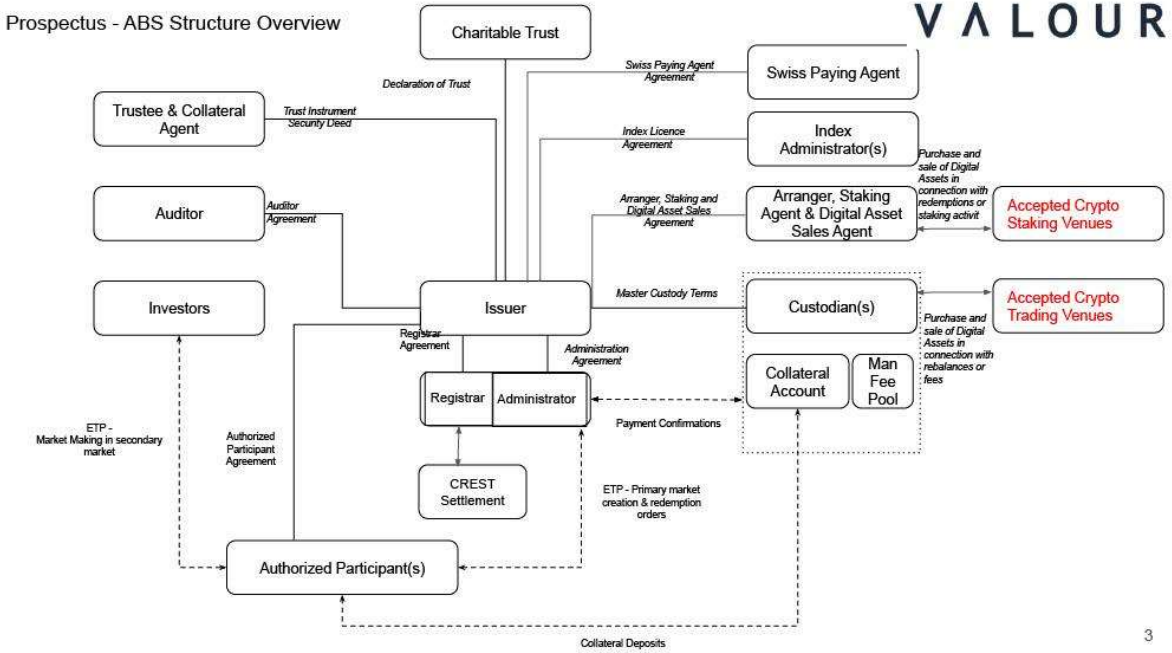 Prospectus - ABS Structure Overview
VALOUR
Charitable Trust
Declaration of Trust
Swiss Paying Agent
Agreement
Swiss Paying Agent
Trustee & Collateral
Agent
Trust Instrument
Security Deed
Index Licence
Agreement
Index
Administrator(s)
Purchase and
sale of Digital
Assets in
connection with
redemptions or
staking activit
Auditor
Auditor
Agreement
Arranger, Staking and
Digital Asset Sales
Agreement
Arranger, Staking
Agent & Digital Asset
Sales Agent
Accepted Crypto
Staking Venues
Investors
Issuer
Master Custody Terms
Custodian(s)
Accepted Crypto
Trading Venues
Registrar
Agreement
Administration
Agreement
Purchase and
sale of Digital
Assets in
connection with
rebalances or
fees
Collateral
Account
Man
Fee
Pool
Registrar
Administrator
Payment Confirmations
ETP -
Market Making in secondary
market
Authorized
Participant
Agreement
CREST
Settlement
ETP - Primary market
creation & redemption
orders
Authorized Participant(s)
Collateral Deposits
3